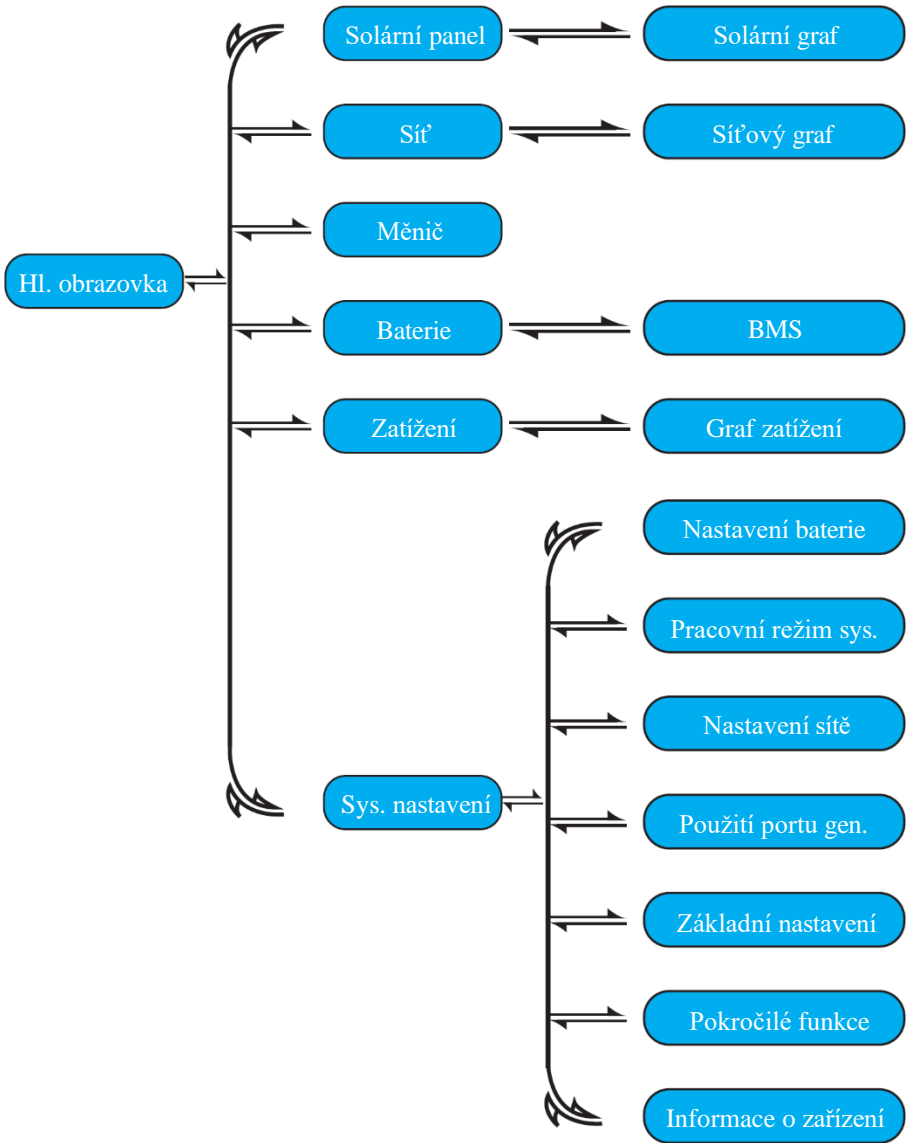 Solární panel
Solární graf
Síť
Síťový graf
Měnič
Hl. obrazovka
Baterie
BMS
Zatížení
Graf zatížení
Nastavení baterie
Pracovní režim sys.
Nastavení sítě
Sys. nastavení
Použití portu gen.
Základní nastavení
Pokročilé funkce
Informace o zařízení